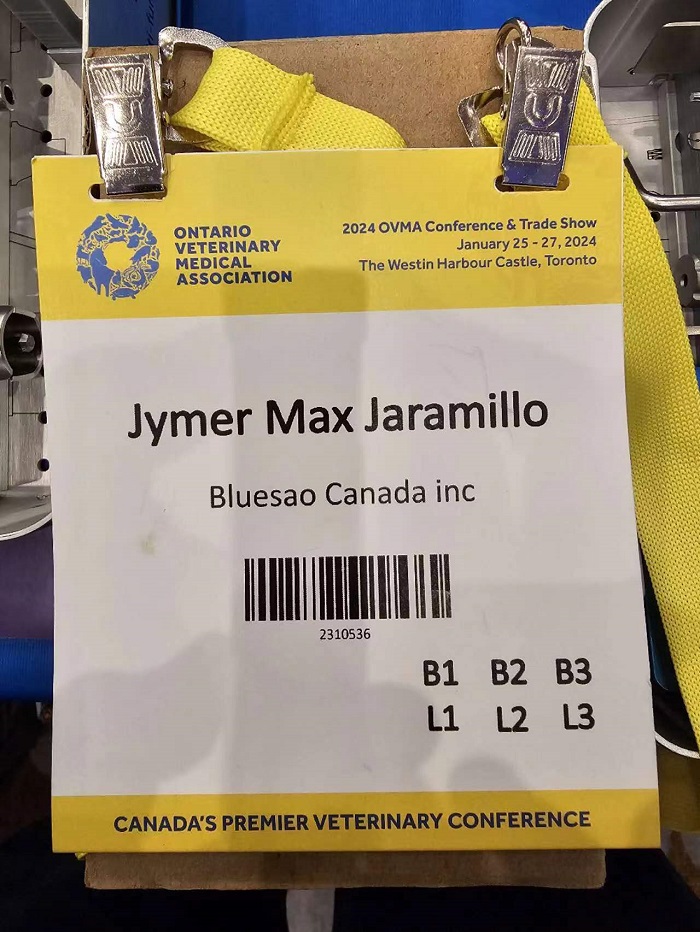 ONTARIO
VETERINARY
MEDICAL
ASSOCIATION
2024 OVMA Conference & Trade Show
January 25 - 27, 2024
The Westin Harbour Castle, Toronto
Jymer Max Jaramillo
Bluesao Canada inc
2310536
B1 B2 B3
L1 L2 L3
CANADA'S PREMIER VETERINARY CONFERENCE